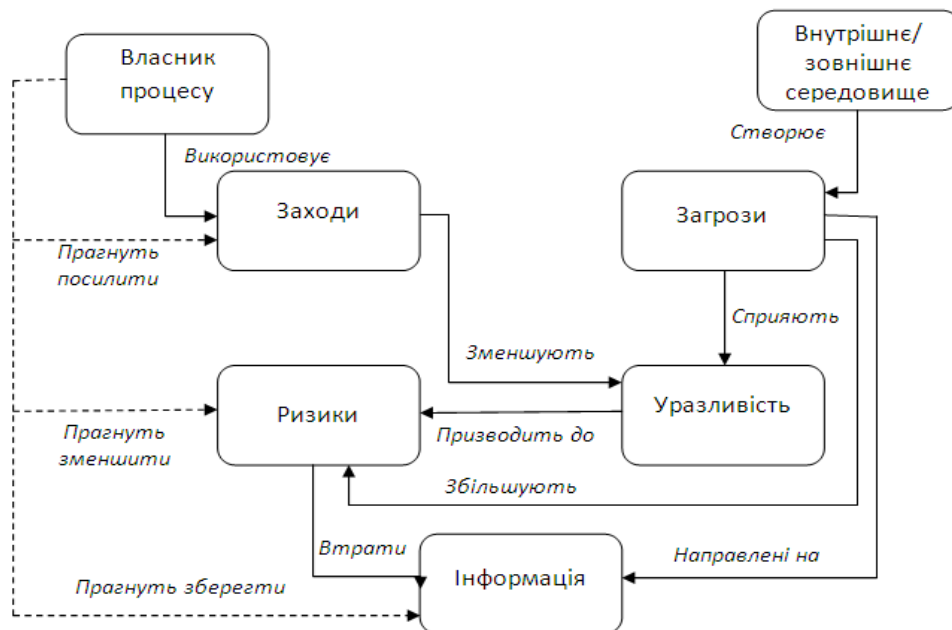 Власник
процесу
Внутрішнє/
зовнішнє
середовище
Створює
Використовує
Заходи
Загрози
Прагнуть
посилити
Сприяють
Зменшують
Ризики
Уразливість
Призводить до
Прагнуть
зменшити
Збільшують
Втрати
Інформація
Направлені на
Прагнуть зберегти